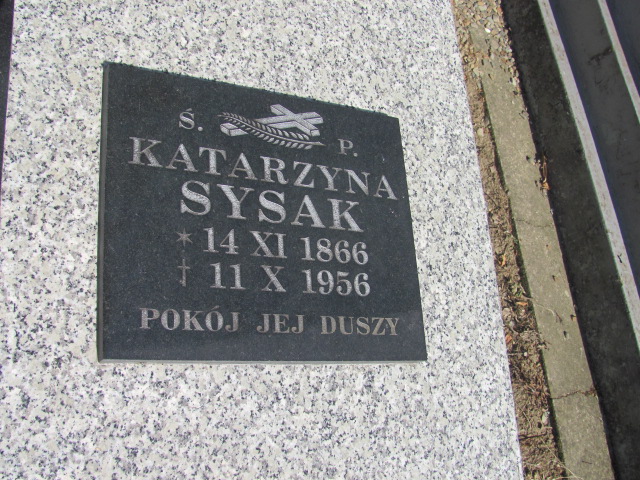 Ś. P.
KATARZYNA
SYSAK
* 14 XI 1866
† 11 X 1956
POKÓJ JEJ DUSZY